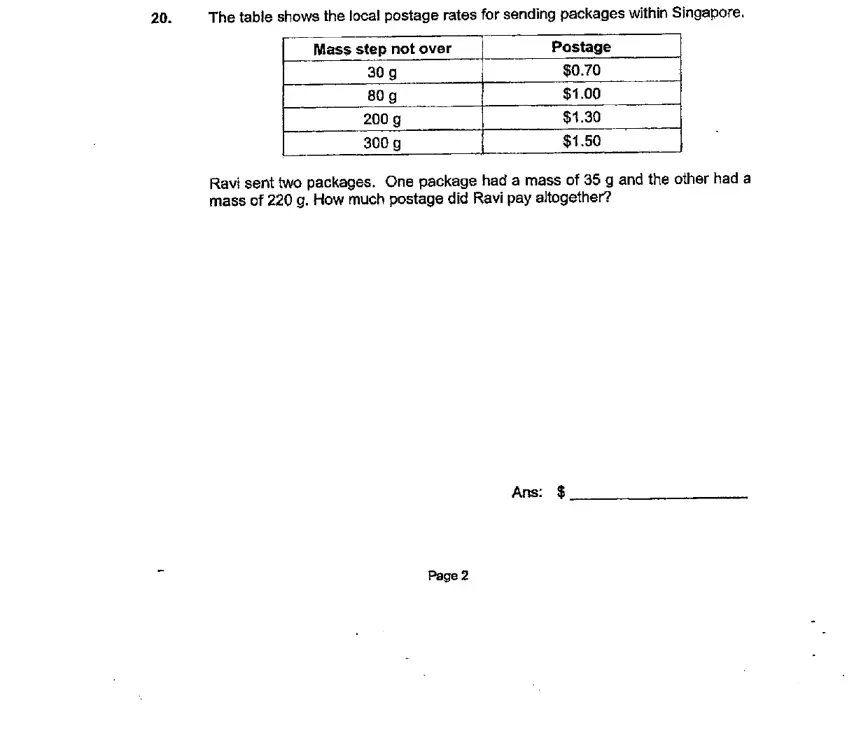 20. The table shows the local postage rates for sending packages within Singapore.
Mass step not over Postage
30 g $0.70
80 g $1.00
200 g $1.30
300 g $1.50
Ravi sent two packages. One package had a mass of 35 g and the other had a
mass of 220 g. How much postage did Ravi pay altogether?
Ans: $
Page 2